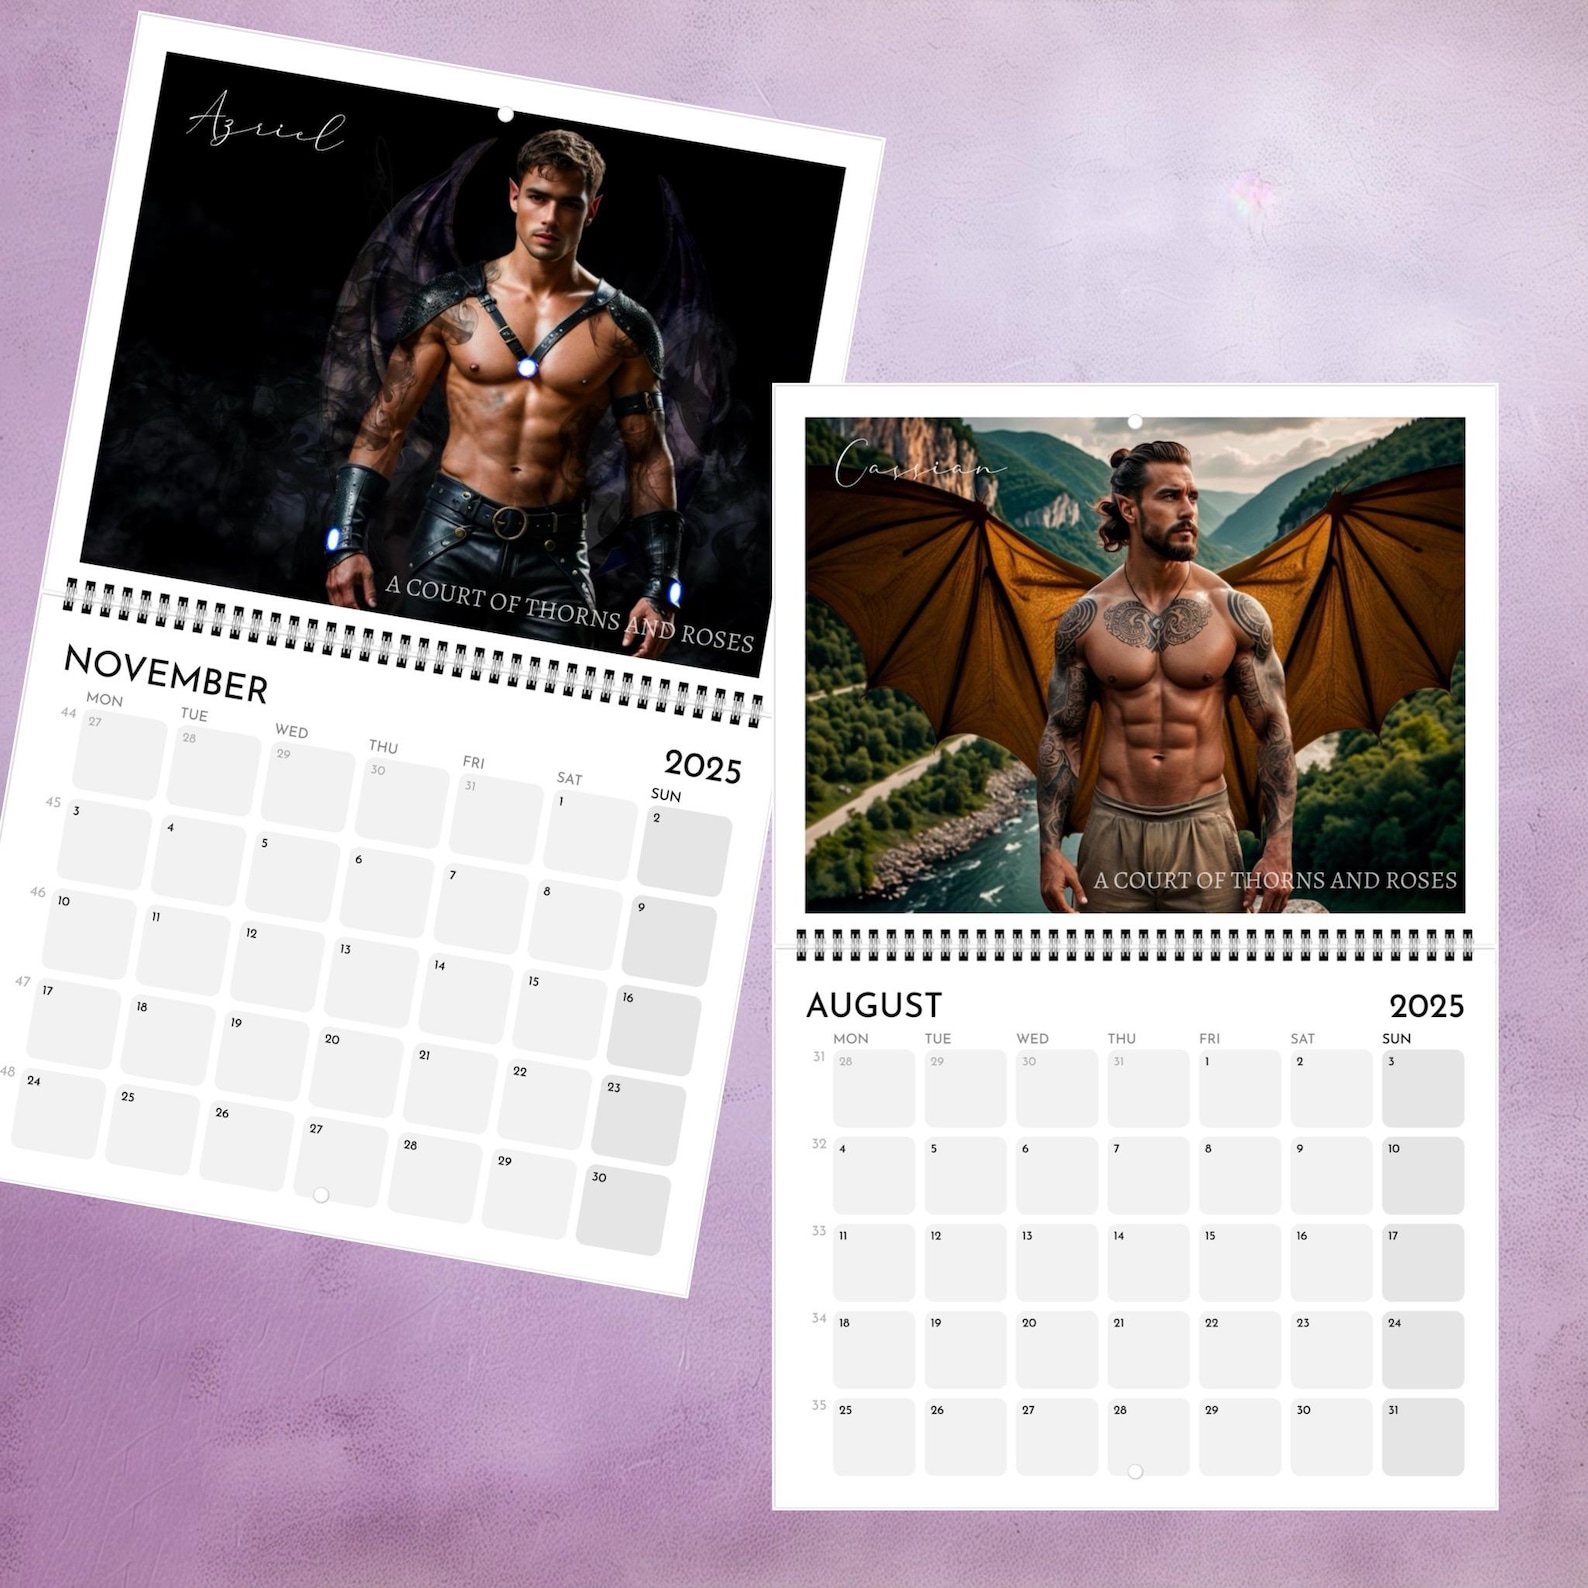 Azriel
A COURT OF THORNS AND ROSES
NOVEMBER
2025
MON TUE WED THU FRI SAT SUN
44 27 28 29 30 31 1 2
45 3 4 5 6 7 8 9
46 10 11 12 13 14 15 16
47 17 18 19 20 21 22 23
48 24 25 26 27 28 29 30
Cassian
A COURT OF THORNS AND ROSES
AUGUST 2025
MON TUE WED THU FRI SAT SUN
31 28 29 30 31 1 2 3
32 4 5 6 7 8 9 10
33 11 12 13 14 15 16 17
34 18 19 20 21 22 23 24
35 25 26 27 28 29 30 31